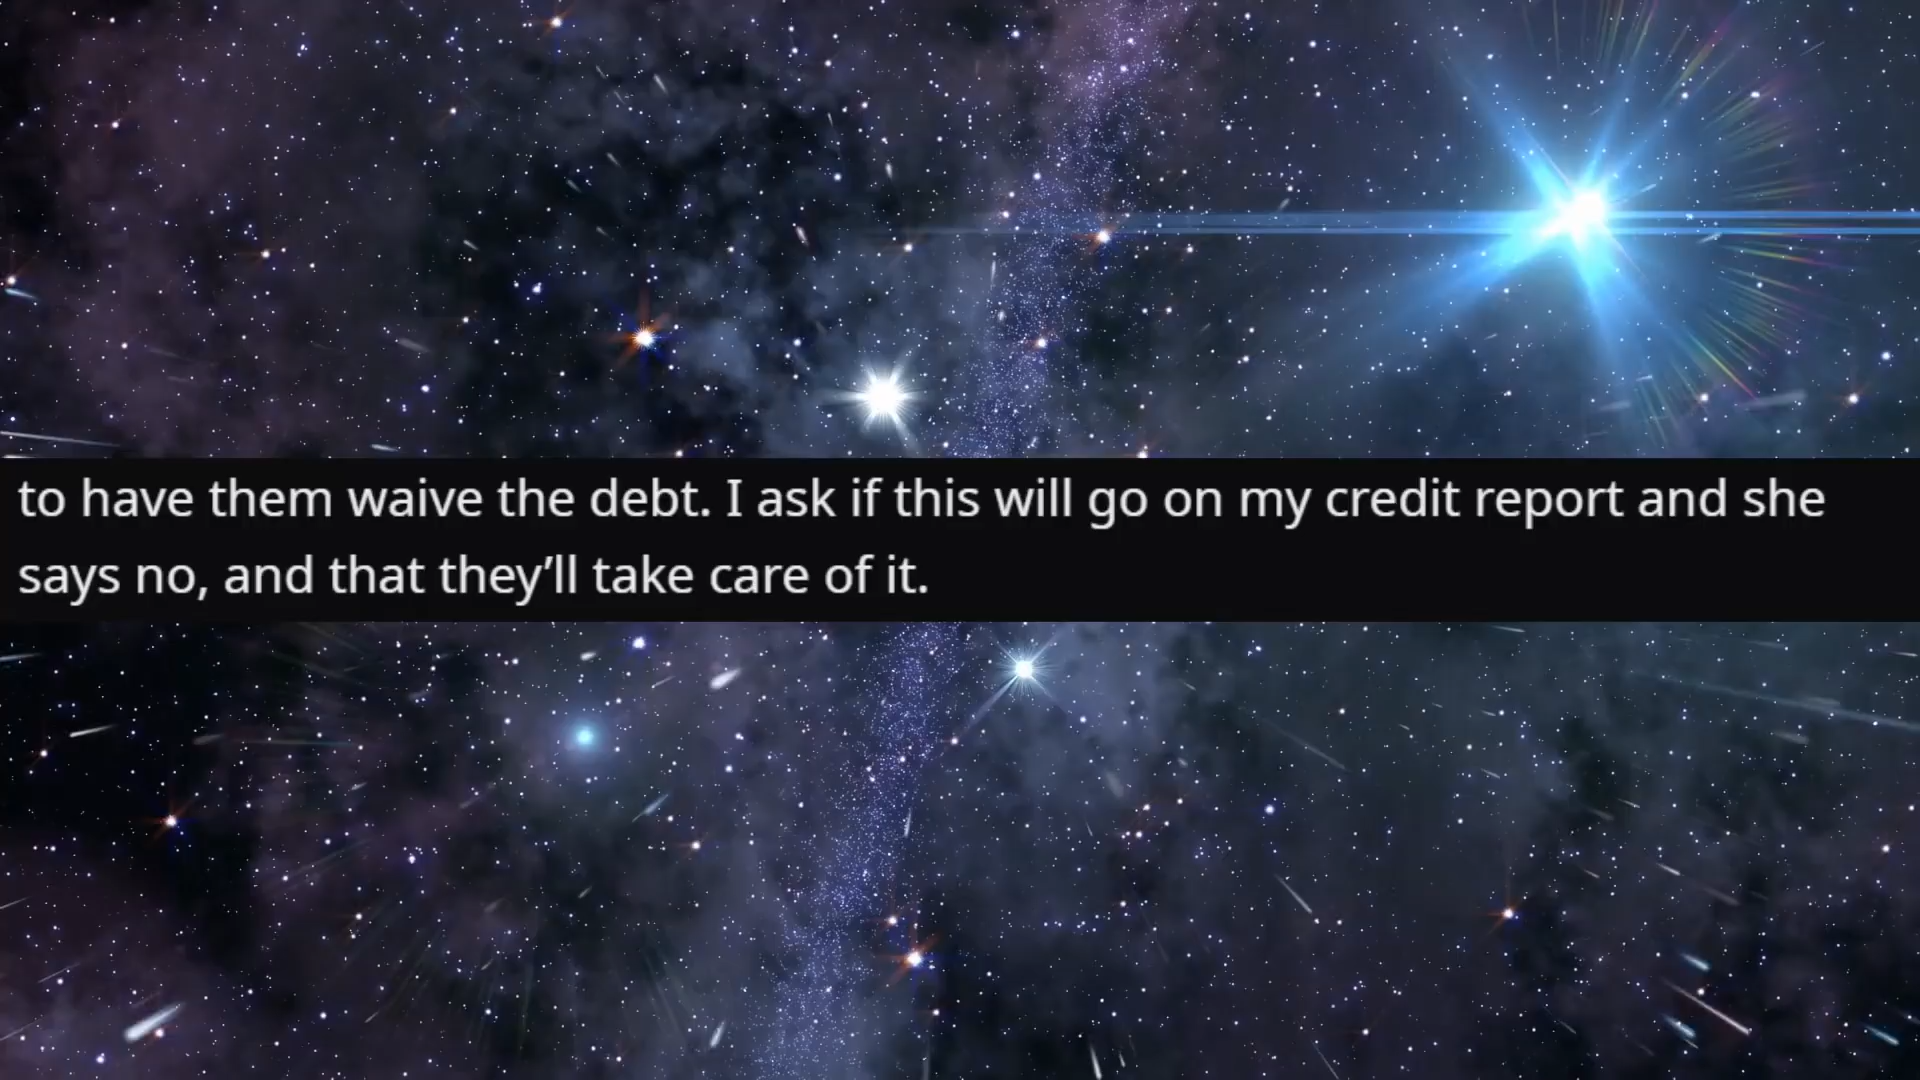 to have them waive the debt. I ask if this will go on my credit report and she
says no, and that they’ll take care of it.